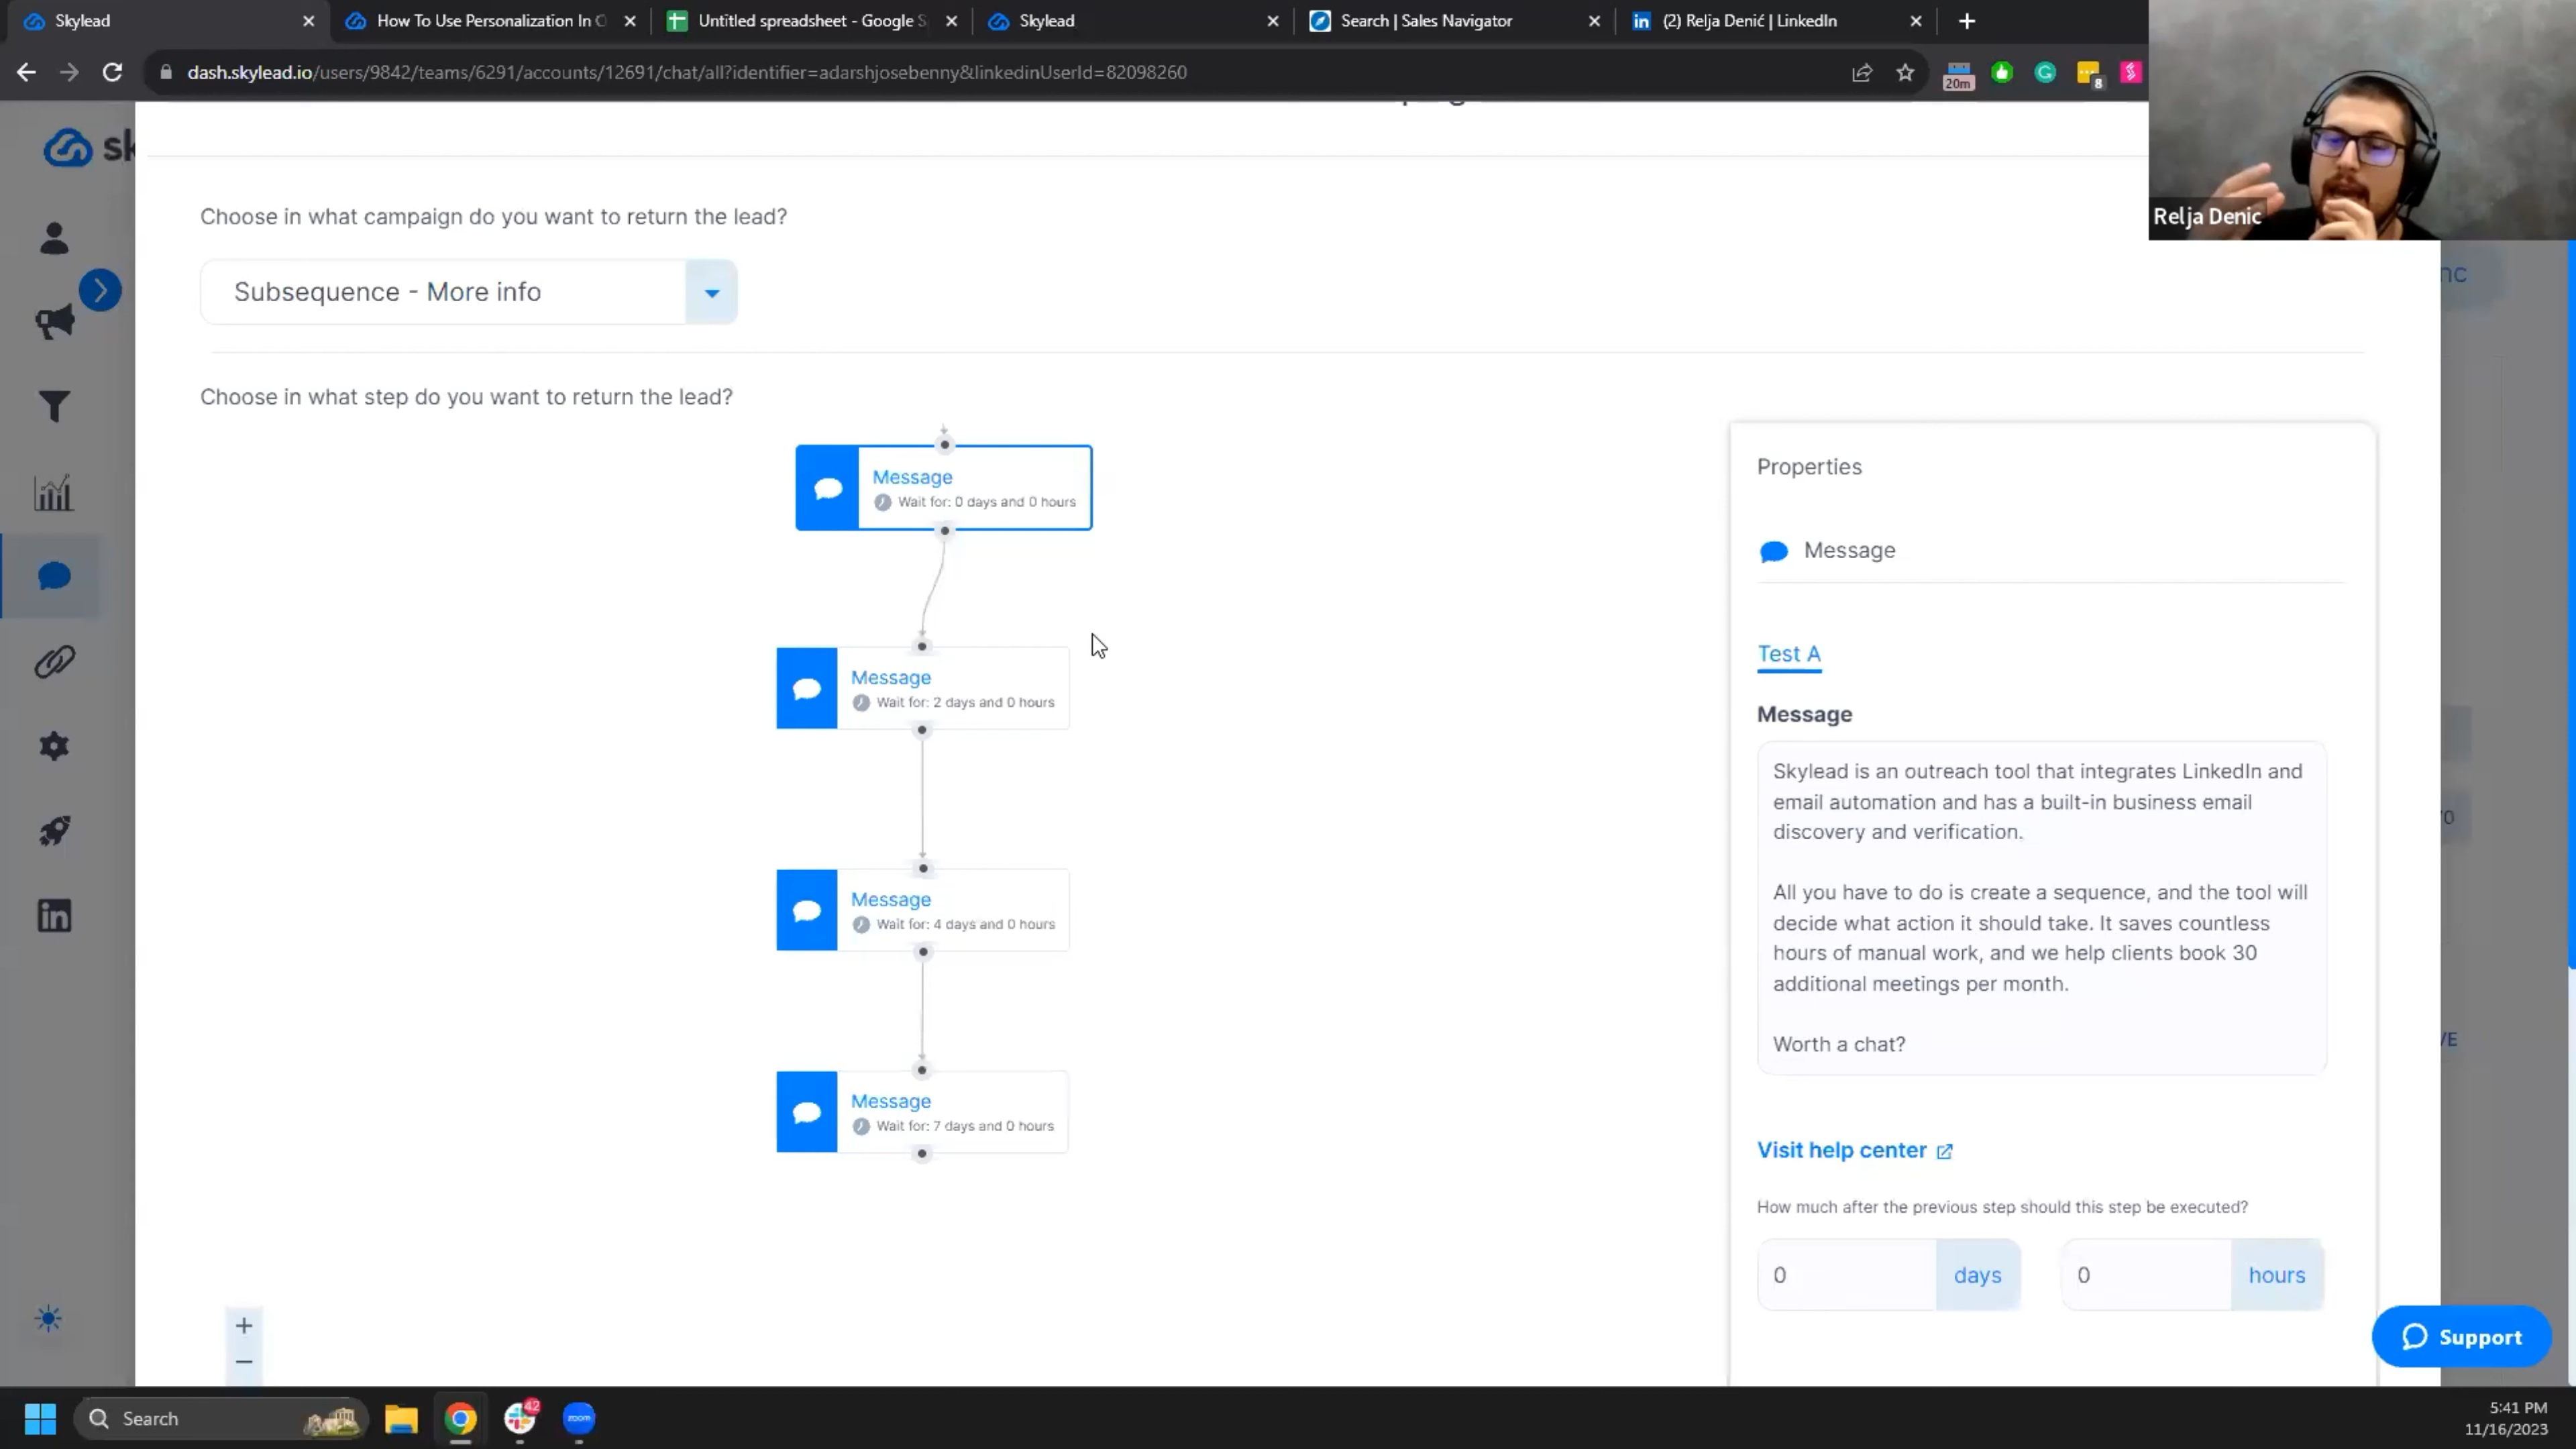 Skylead
How To Use Personalization In
Untitled spreadsheet - Google S
Skylead
Search | Sales Navigator
(2) Relja Denić | LinkedIn
dash.skylead.io/users/9842/teams/6291/accounts/12691/chat/all?identifier=adarshjosebenny&linkedinUserId=82098260
20m
8
Relja Denic
sk
Choose in what campaign do you want to return the lead?
nc
Subsequence - More info
Choose in what step do you want to return the lead?
Message
Wait for: 0 days and 0 hours
Message
Wait for: 2 days and 0 hours
Message
Wait for: 4 days and 0 hours
Message
Wait for: 7 days and 0 hours
Properties
Message
Test A
Message
Skylead is an outreach tool that integrates LinkedIn and
email automation and has a built-in business email
discovery and verification.
All you have to do is create a sequence, and the tool will
decide what action it should take. It saves countless
hours of manual work, and we help clients book 30
additional meetings per month.
Worth a chat?
Visit help center
How much after the previous step should this step be executed?
0 days 0 hours
+
−
Support
Search
42
zoom
5:41 PM
11/16/2023